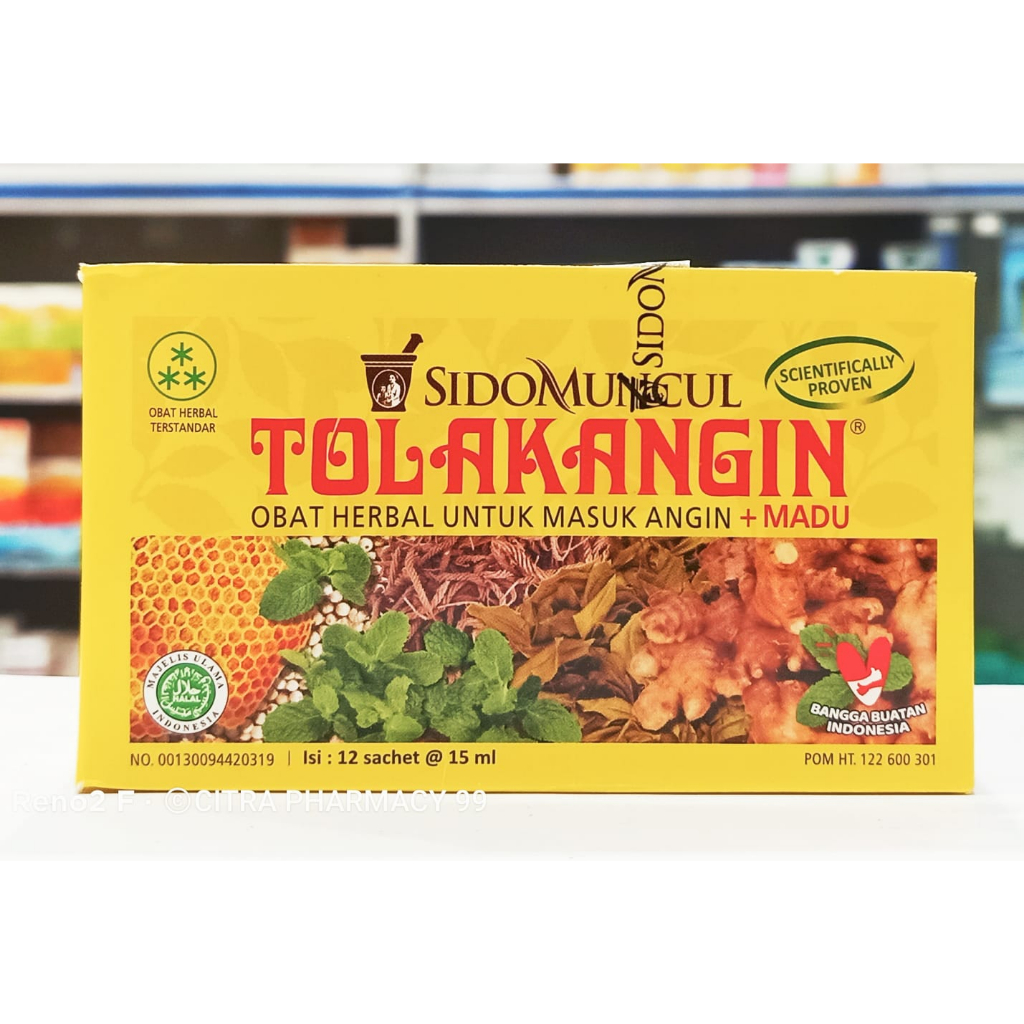 SIDO
OBAT HERBAL
TERSTANDAR
SIDOMUNCUL
SCIENTIFICALLY
PROVEN
TOLAKANGIN®
OBAT HERBAL UNTUK MASUK ANGIN + MADU
MAJELIS ULAMA
HALAL
INDONESIA
BANGGA BUATAN
INDONESIA
NO. 00130094420319 | Isi : 12 sachet @ 15 ml
POM HT. 122 600 301
Reno2 F · ©CITRA PHARMACY 99